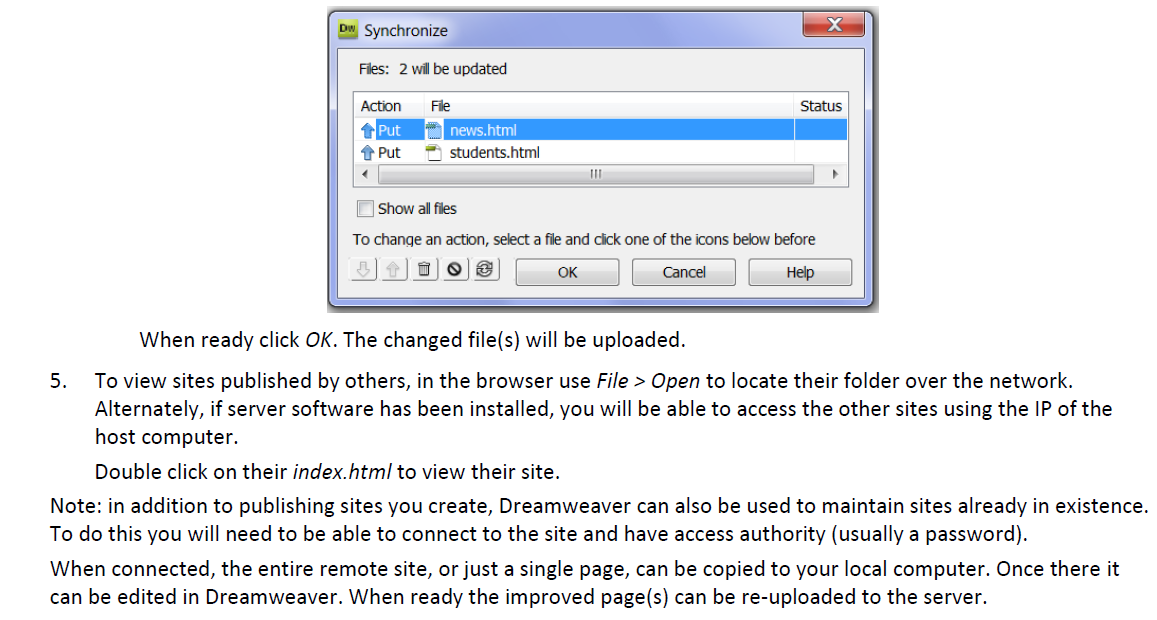 Dw Synchronize
Files: 2 will be updated
Action File Status
Put news.html
Put students.html
Show all files
To change an action, select a file and click one of the icons below before
OK Cancel Help
When ready click OK. The changed file(s) will be uploaded.
5. To view sites published by others, in the browser use File > Open to locate their folder over the network.
Alternately, if server software has been installed, you will be able to access the other sites using the IP of the
host computer.
Double click on their index.html to view their site.
Note: in addition to publishing sites you create, Dreamweaver can also be used to maintain sites already in existence.
To do this you will need to be able to connect to the site and have access authority (usually a password).
When connected, the entire remote site, or just a single page, can be copied to your local computer. Once there it
can be edited in Dreamweaver. When ready the improved page(s) can be re-uploaded to the server.